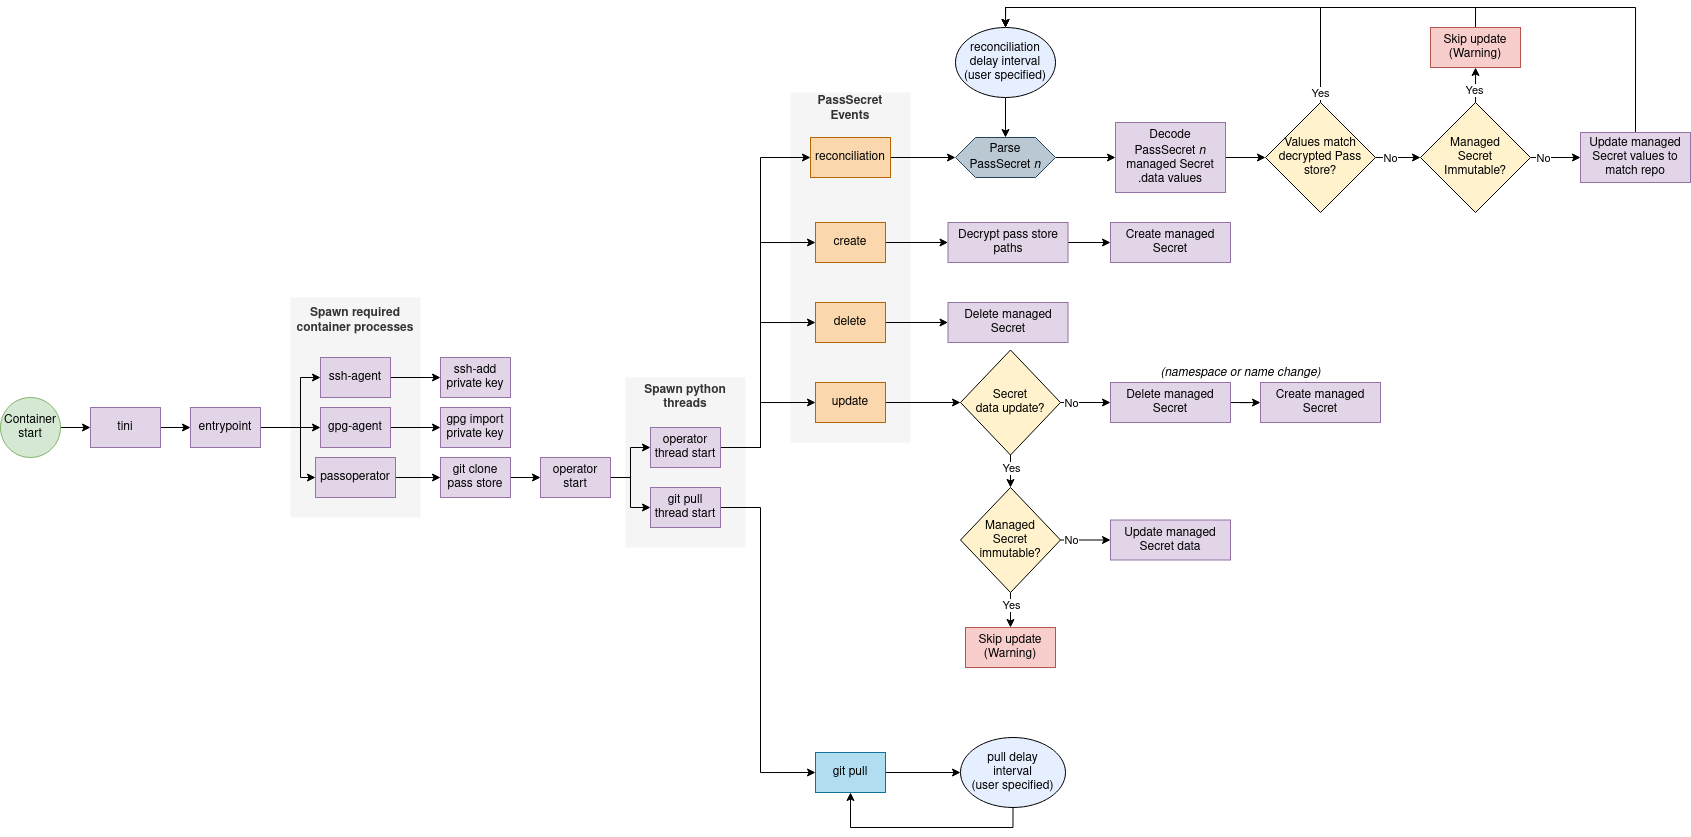 Container
start
tini
entrypoint
Spawn required
container processes
ssh-agent
ssh-add
private key
gpg-agent
gpg import
private key
passoperator
git clone
pass store
operator
start
Spawn python
threads
operator
thread start
git pull
thread start
PassSecret
Events
reconciliation
reconciliation
delay interval
(user specified)
Parse
PassSecret n
Decode
PassSecret n
managed Secret
.data values
Values match
decrypted Pass
store?
Yes
No
Managed
Secret
Immutable?
Yes
Skip update
(Warning)
No
Update managed
Secret values to
match repo
create
Decrypt pass store
paths
Create managed
Secret
delete
Delete managed
Secret
update
Secret
data update?
No
(namespace or name change)
Delete managed
Secret
Create managed
Secret
Yes
Managed
Secret
immutable?
No
Update managed
Secret data
Yes
Skip update
(Warning)
git pull
pull delay
interval
(user specified)